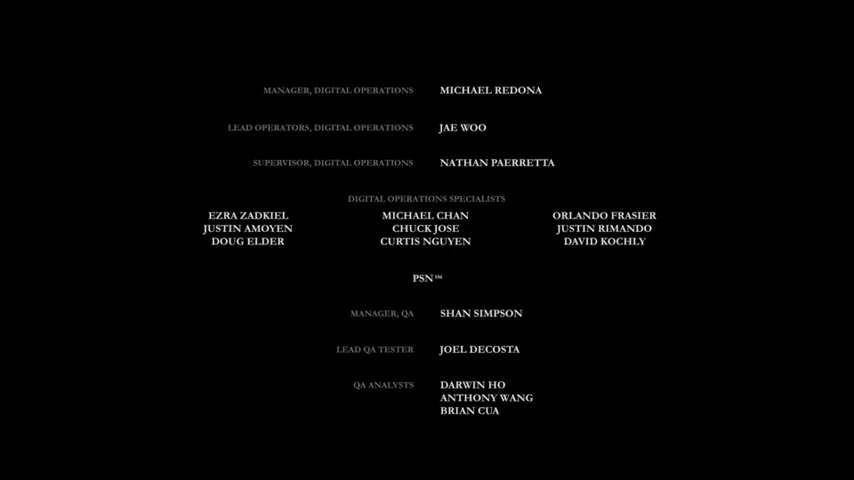 MANAGER, DIGITAL OPERATIONS MICHAEL REDONA
LEAD OPERATORS, DIGITAL OPERATIONS JAE WOO
SUPERVISOR, DIGITAL OPERATIONS NATHAN PAERRETTA
DIGITAL OPERATIONS SPECIALISTS
EZRA ZADKIEL MICHAEL CHAN ORLANDO FRASIER
JUSTIN AMOYEN CHUCK JOSE JUSTIN RIMANDO
DOUG ELDER CURTIS NGUYEN DAVID KOCHLY
PSN℠
MANAGER, QA SHAN SIMPSON
LEAD QA TESTER JOEL DECOSTA
QA ANALYSTS DARWIN HO
ANTHONY WANG
BRIAN CUA